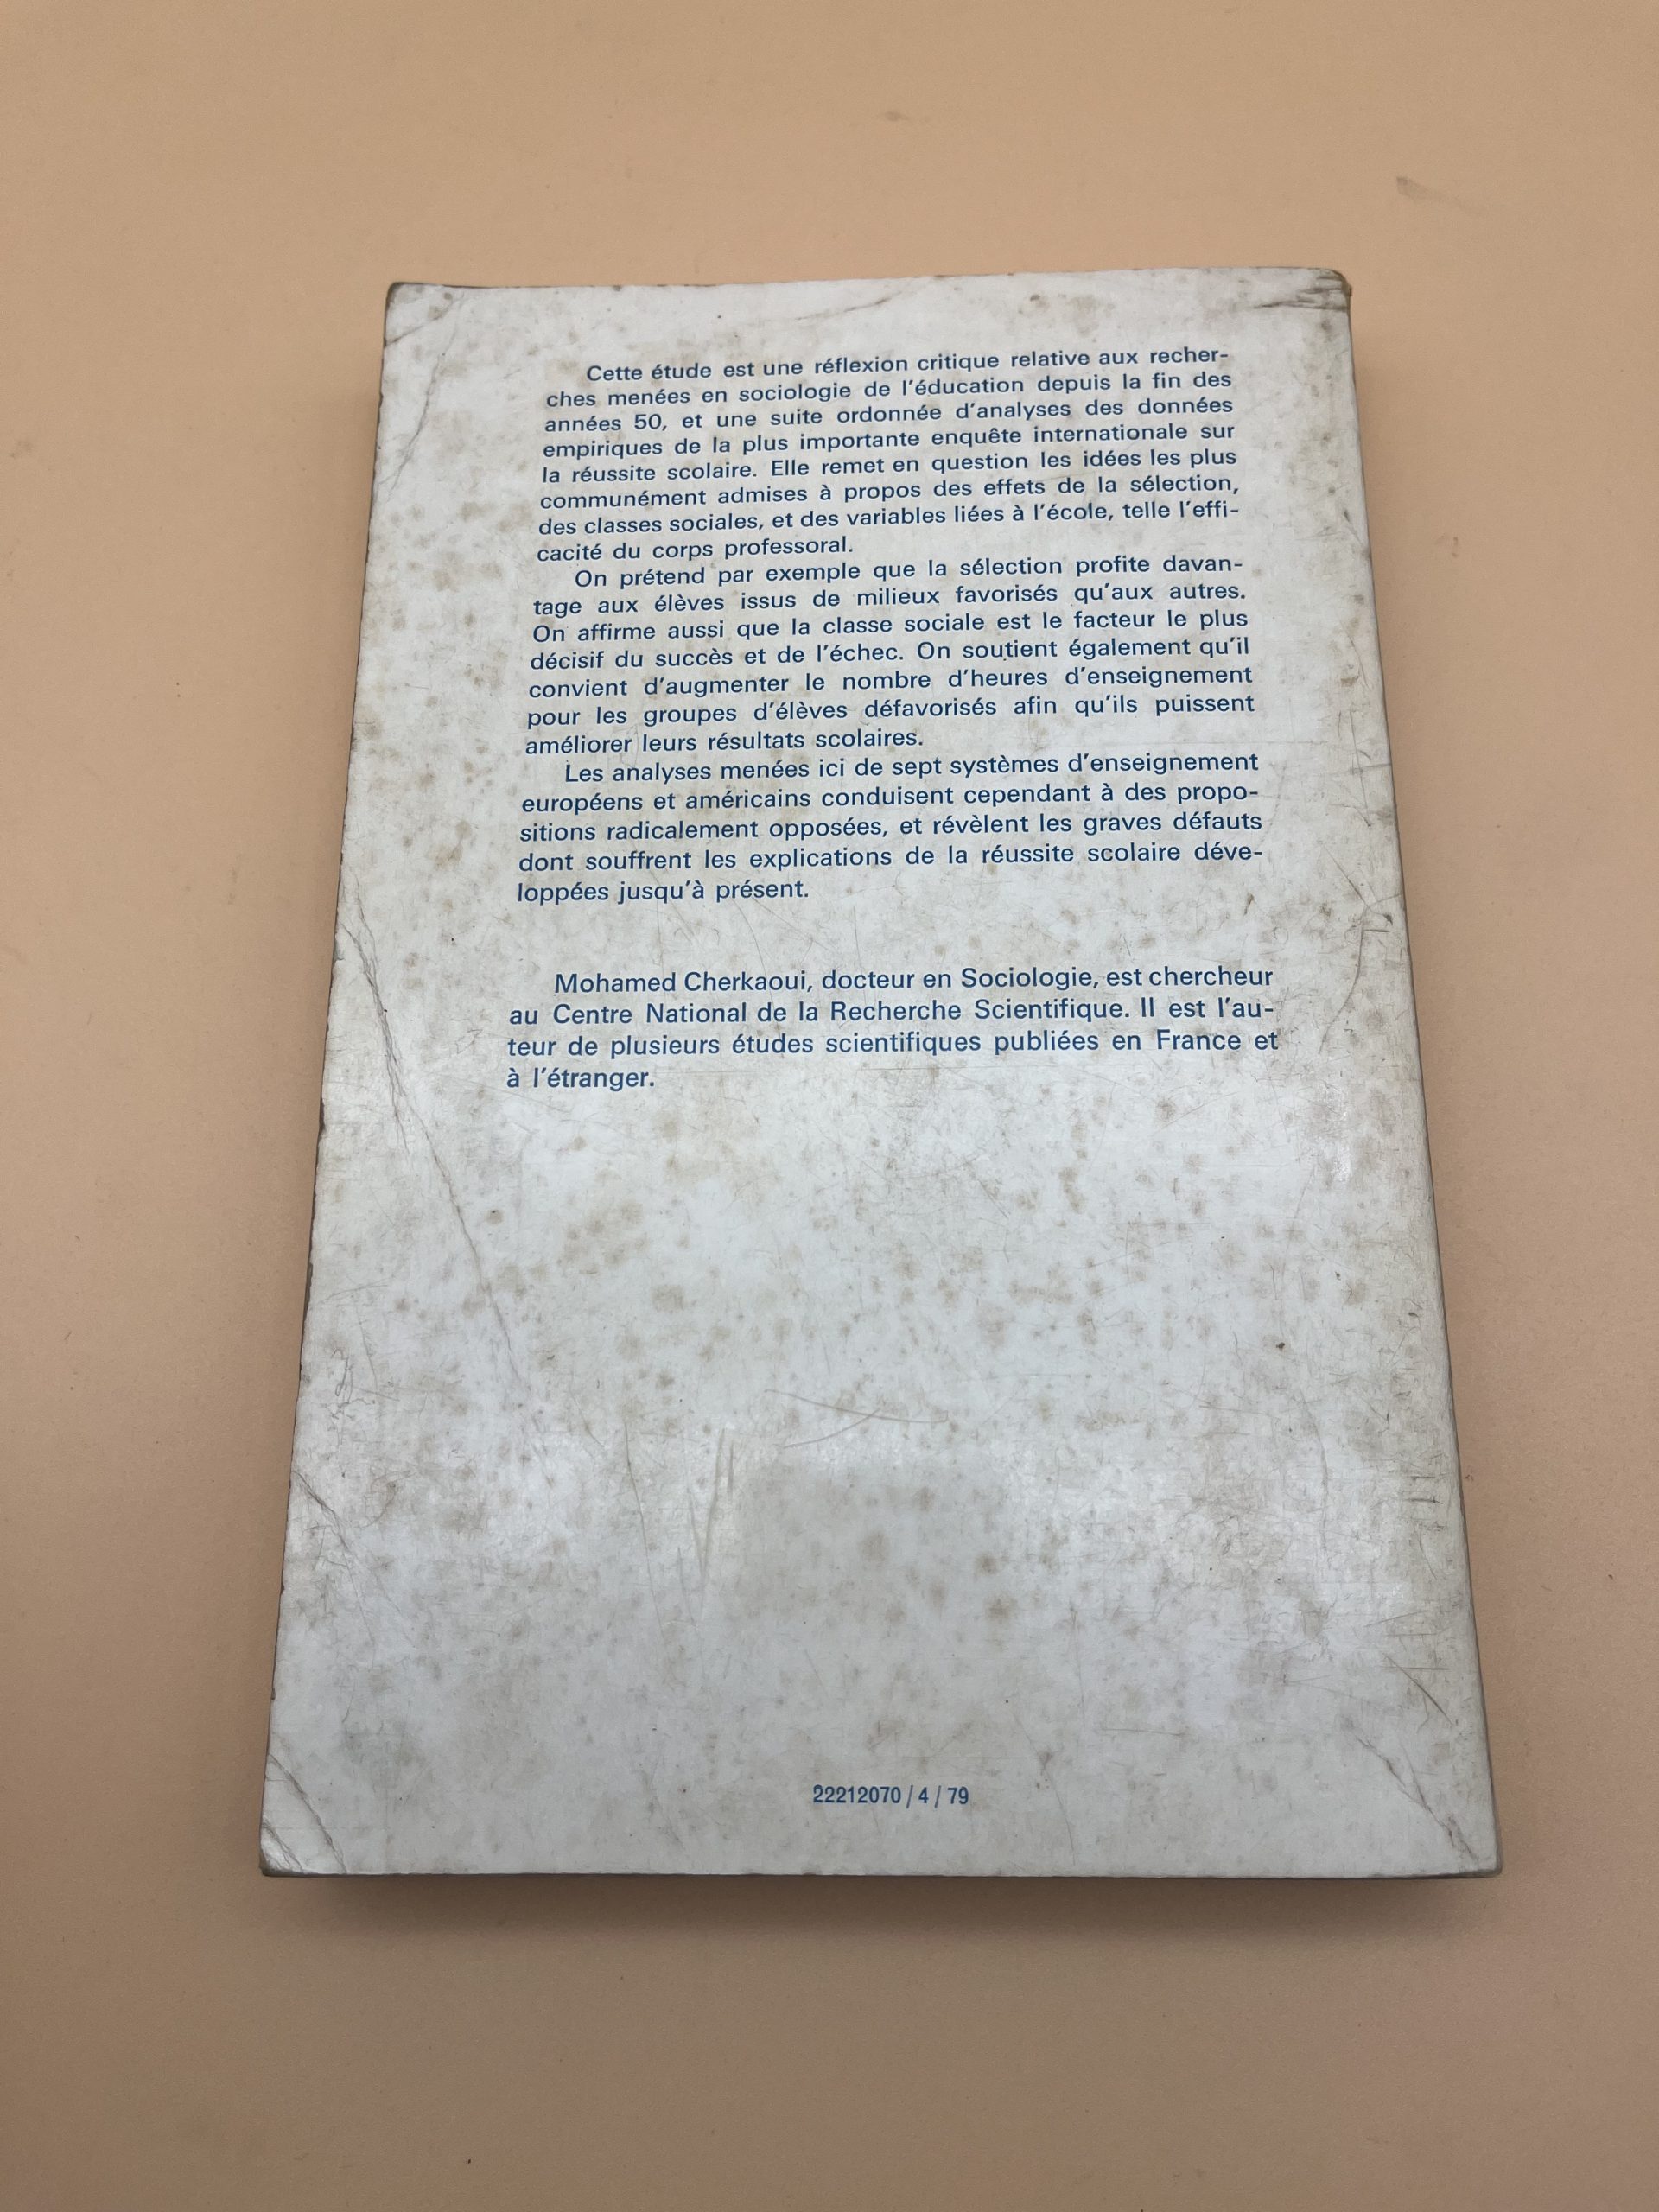 Cette étude est une réflexion critique relative aux recher-
ches menées en sociologie de l'éducation depuis la fin des
années 50, et une suite ordonnée d'analyses des données
empiriques de la plus importante enquête internationale sur
la réussite scolaire. Elle remet en question les idées les plus
communément admises à propos des effets de la sélection,
des classes sociales, et des variables liées à l'école, telle l'effi-
cacité du corps professoral.
On prétend par exemple que la sélection profite davan-
tage aux élèves issus de milieux favorisés qu'aux autres.
On affirme aussi que la classe sociale est le facteur le plus
décisif du succès et de l'échec. On soutient également qu'il
convient d'augmenter le nombre d'heures d'enseignement
pour les groupes d'élèves défavorisés afin qu'ils puissent
améliorer leurs résultats scolaires.
Les analyses menées ici de sept systèmes d'enseignement
européens et américains conduisent cependant à des propo-
sitions radicalement opposées, et révèlent les graves défauts
dont souffrent les explications de la réussite scolaire déve-
loppées jusqu'à présent.
Mohamed Cherkaoui, docteur en Sociologie, est chercheur
au Centre National de la Recherche Scientifique. Il est l'au-
teur de plusieurs études scientifiques publiées en France et
à l'étranger.
22212070 / 4 / 79